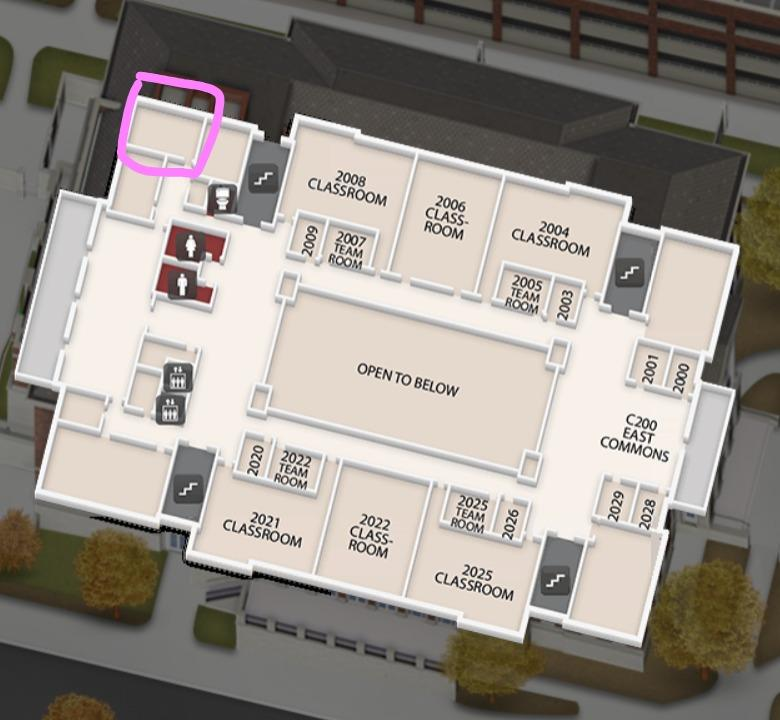 2008
CLASSROOM
2006
CLASS-
ROOM
2004
CLASSROOM
2009
2007
TEAM
ROOM
2005
TEAM
ROOM
2003
2001
2000
OPEN TO BELOW
C200
EAST
COMMONS
2020
2022
TEAM
ROOM
2025
TEAM
ROOM
2026
2029
2028
2021
CLASSROOM
2022
CLASS-
ROOM
2025
CLASSROOM